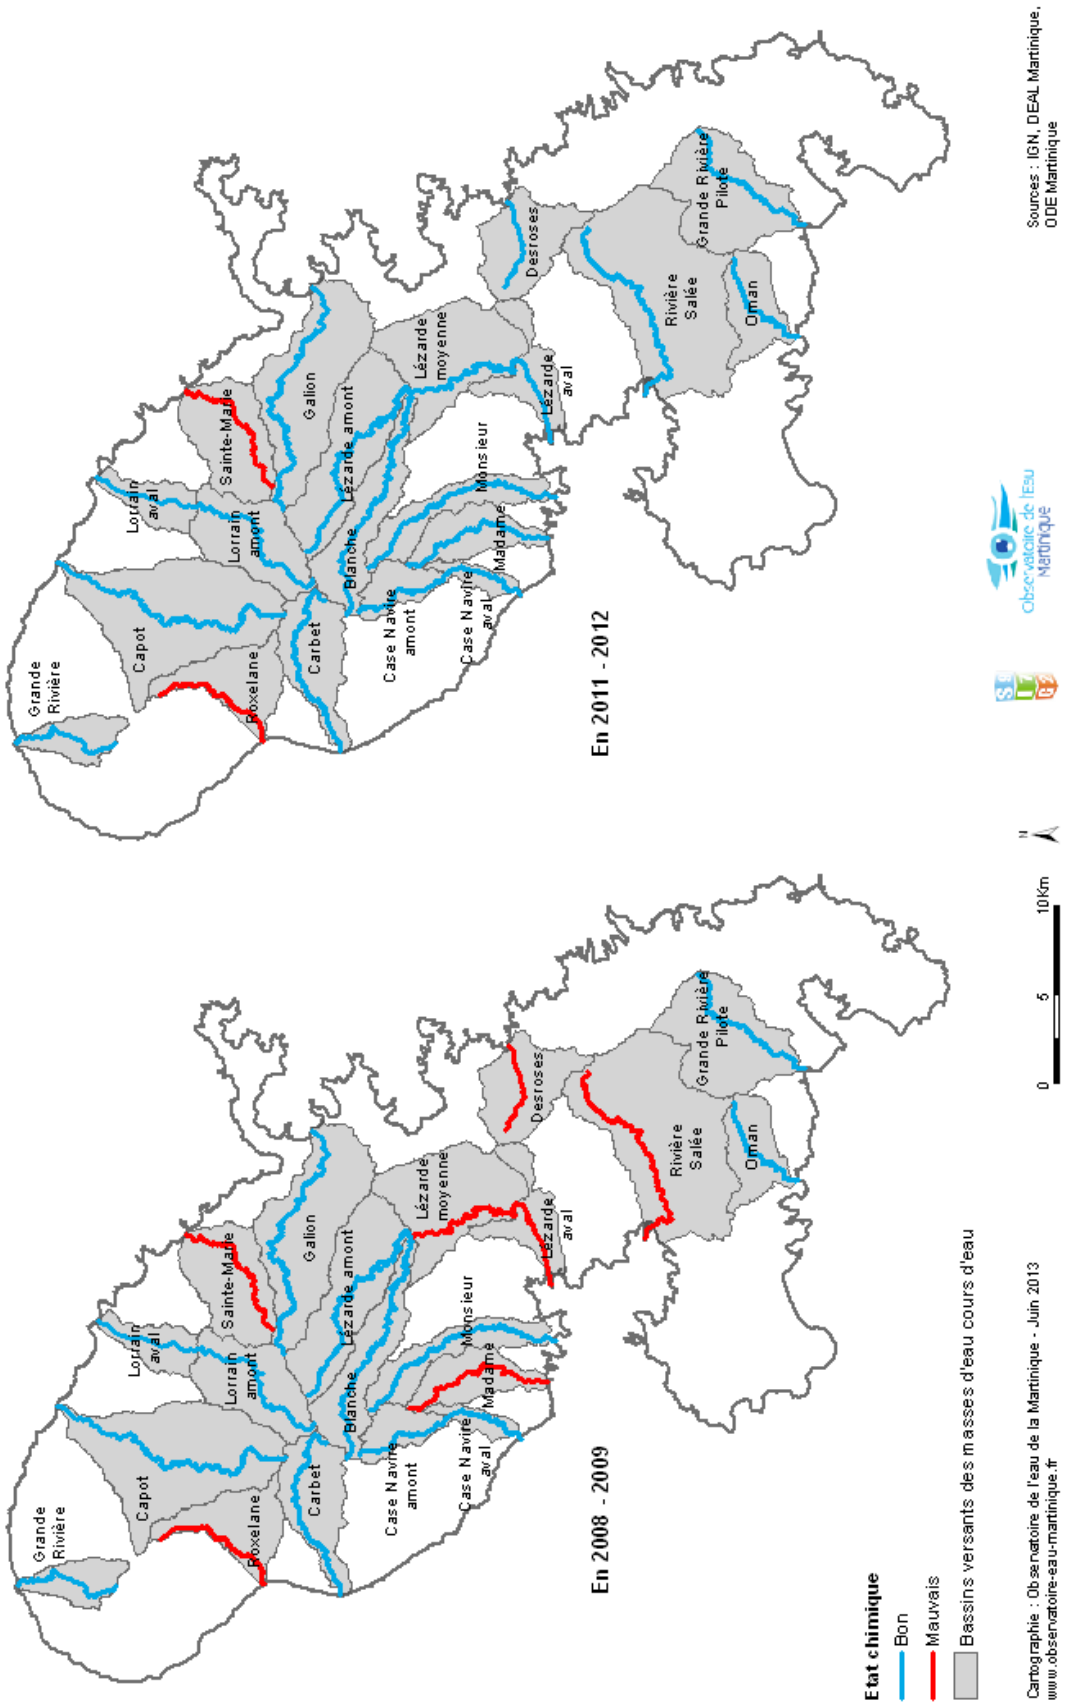 Grande
Rivière
Capot
Roxelane
Carbet
Lorrain
aval
Lorrain
amont
Sainte-Marie
Galion
Lézarde amont
Blanche
Lézarde
moyenne
Lézarde
aval
Case Navire
amont
Case Navire
aval
Madame
Monsieur
Desroses
Rivière
Salée
Grande Rivière
Pilote
Oman
En 2008 - 2009
Grande
Rivière
Capot
Roxelane
Carbet
Lorrain
aval
Lorrain
amont
Sainte-Marie
Galion
Lézarde amont
Blanche
Lézarde
moyenne
Lézarde
aval
Case Navire
amont
Case Navire
aval
Madame
Monsieur
Desroses
Rivière
Salée
Grande Rivière
Pilote
Oman
En 2011 - 2012
Etat chimique
Bon
Mauvais
Bassins versants des masses d'eau cours d'eau
0 5 10 Km
N
Observatoire de l'Eau
Martinique
Cartographie : Observatoire de l'eau de la Martinique - Juin 2013
www.observatoire-eau-martinique.fr
Sources : IGN, DEAL Martinique,
ODE Martinique